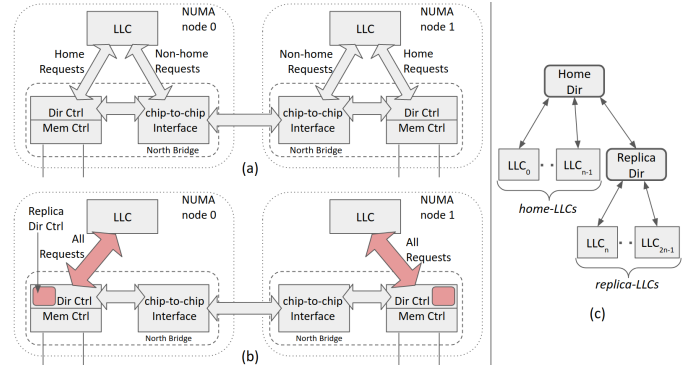 LLC
NUMA
node 0
Home
Requests
Non-home
Requests
Dir Ctrl
Mem Ctrl
chip-to-chip
Interface
North Bridge
LLC
NUMA
node 1
Non-home
Requests
Home
Requests
chip-to-chip
Interface
Dir Ctrl
Mem Ctrl
North Bridge
(a)
Replica
Dir Ctrl
LLC
NUMA
node 0
All
Requests
Dir Ctrl
Mem Ctrl
chip-to-chip
Interface
North Bridge
LLC
NUMA
node 1
All
Requests
chip-to-chip
Interface
Dir Ctrl
Mem Ctrl
North Bridge
(b)
Home
Dir
LLC0 · · LLCn-1
Replica
Dir
home-LLCs
LLCn · · LLC2n-1
replica-LLCs
(c)